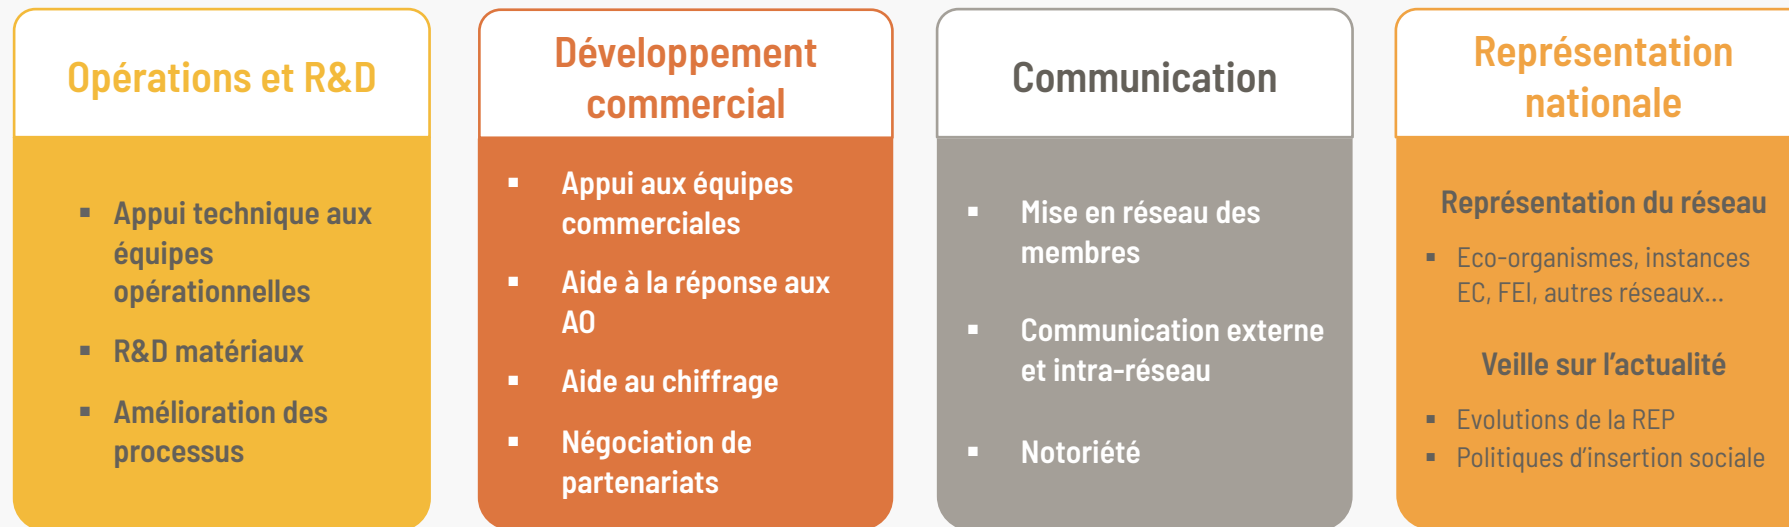 Opérations et R&D
▪ Appui technique aux
équipes
opérationnelles
▪ R&D matériaux
▪ Amélioration des
processus
Développement
commercial
▪ Appui aux équipes
commerciales
▪ Aide à la réponse aux
AO
▪ Aide au chiffrage
▪ Négociation de
partenariats
Communication
▪ Mise en réseau des
membres
▪ Communication externe
et intra-réseau
▪ Notoriété
Représentation
nationale
Représentation du réseau
▪ Eco-organismes, instances
EC, FEI, autres réseaux…
Veille sur l’actualité
▪ Evolutions de la REP
▪ Politiques d’insertion sociale